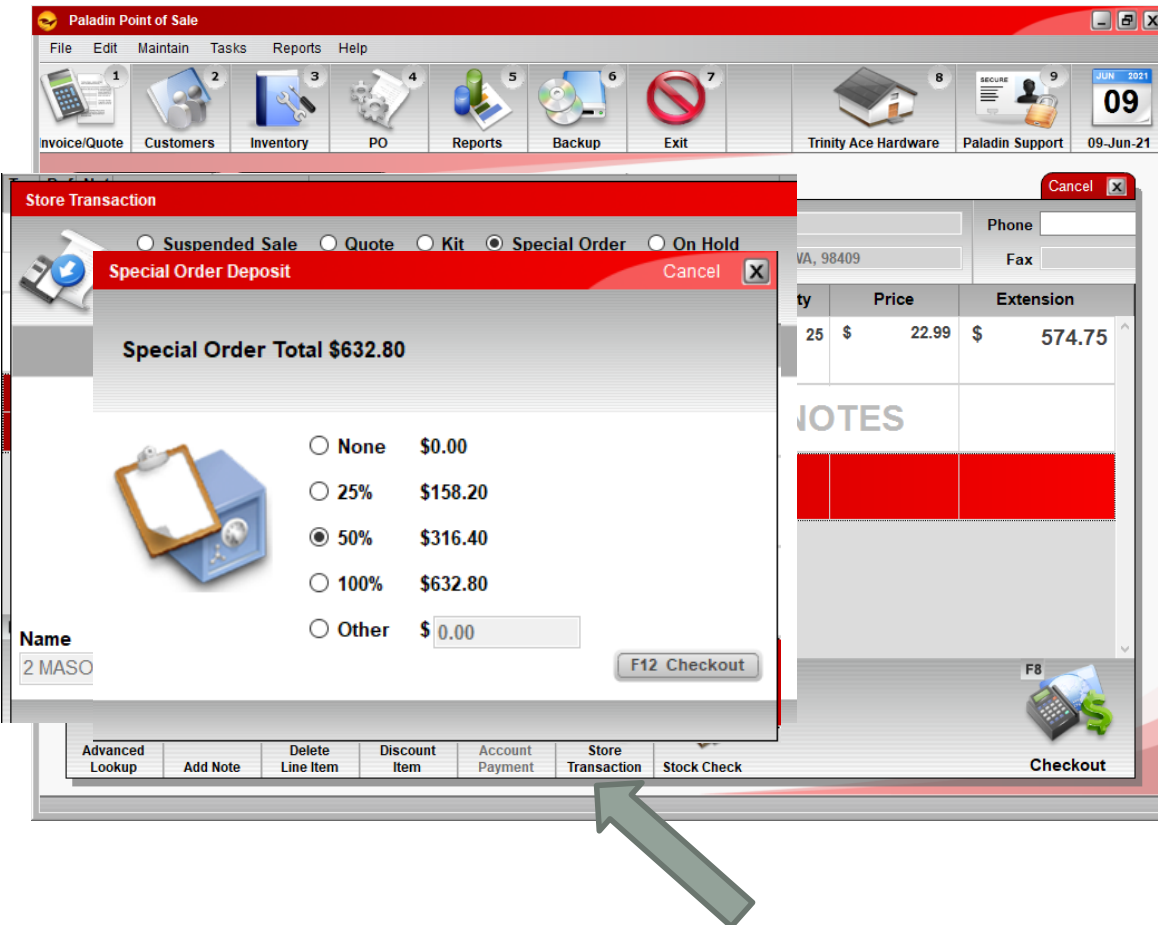 Paladin Point of Sale
File Edit Maintain Tasks Reports Help
1 2 3 4 5 6 7 8 SECURE 9 JUN 2021
09
nvoice/Quote Customers Inventory PO Reports Backup Exit Trinity Ace Hardware Paladin Support 09-Jun-21
Cancel
Store Transaction
Phone
Suspended Sale Quote Kit Special Order On Hold
WA, 98409 Fax
Special Order Deposit Cancel
ty Price Extension
25 $ 22.99 $ 574.75
Special Order Total $632.80
NOTES
None $0.00
25% $158.20
50% $316.40
100% $632.80
Other $ 0.00
Name
2 MASO
F12 Checkout
F8
Advanced Lookup
Add Note
Delete Line Item
Discount Item
Account Payment
Store Transaction
Stock Check
Checkout